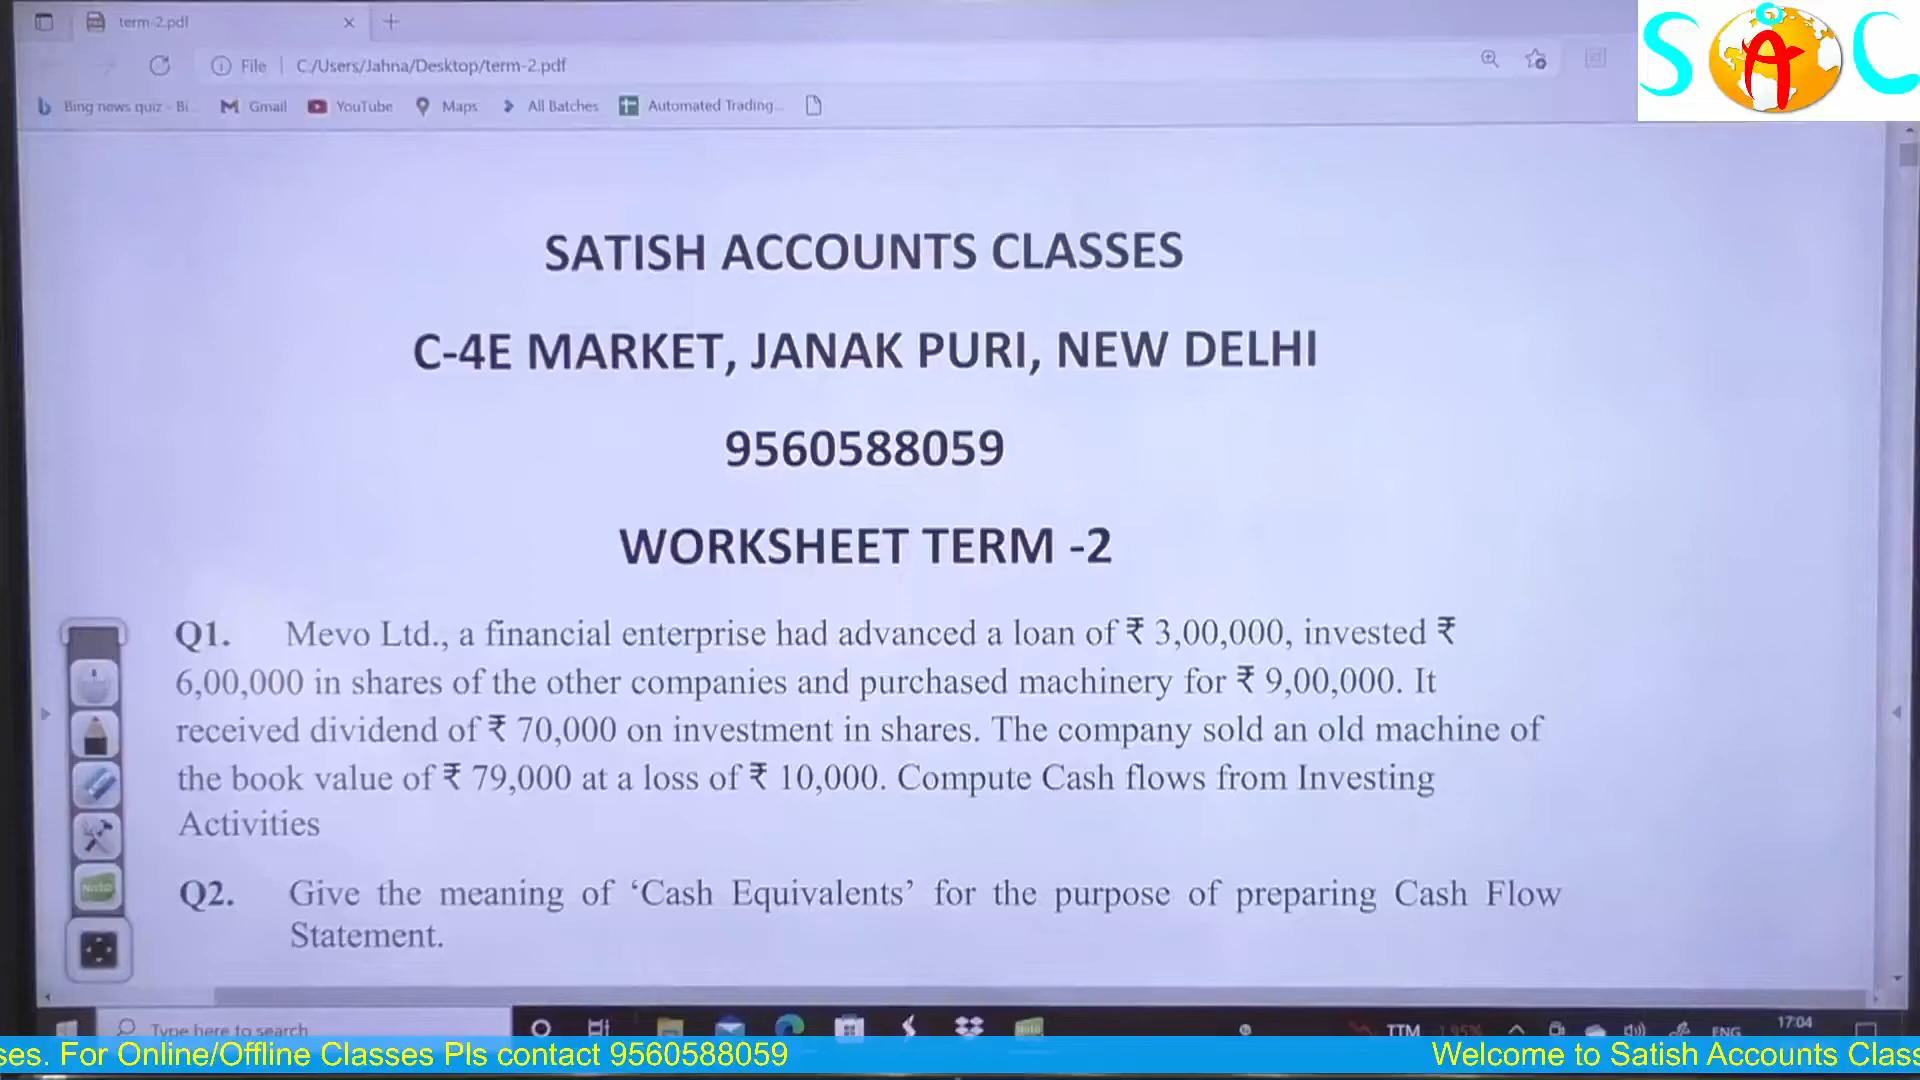 term-2.pdf
File | C:/Users/Jahna/Desktop/term-2.pdf
Bing news quiz - Bi... Gmail YouTube Maps All Batches Automated Trading...
SAC
SATISH ACCOUNTS CLASSES
C-4E MARKET, JANAK PURI, NEW DELHI
9560588059
WORKSHEET TERM -2
Q1. Mevo Ltd., a financial enterprise had advanced a loan of ₹ 3,00,000, invested ₹
6,00,000 in shares of the other companies and purchased machinery for ₹ 9,00,000. It
received dividend of ₹ 70,000 on investment in shares. The company sold an old machine of
the book value of ₹ 79,000 at a loss of ₹ 10,000. Compute Cash flows from Investing
Activities
Q2. Give the meaning of ‘Cash Equivalents’ for the purpose of preparing Cash Flow
Statement.
Type here to search
TTM 1.95% ENG 17:04
ses. For Online/Offline Classes Pls contact 9560588059 Welcome to Satish Accounts Class